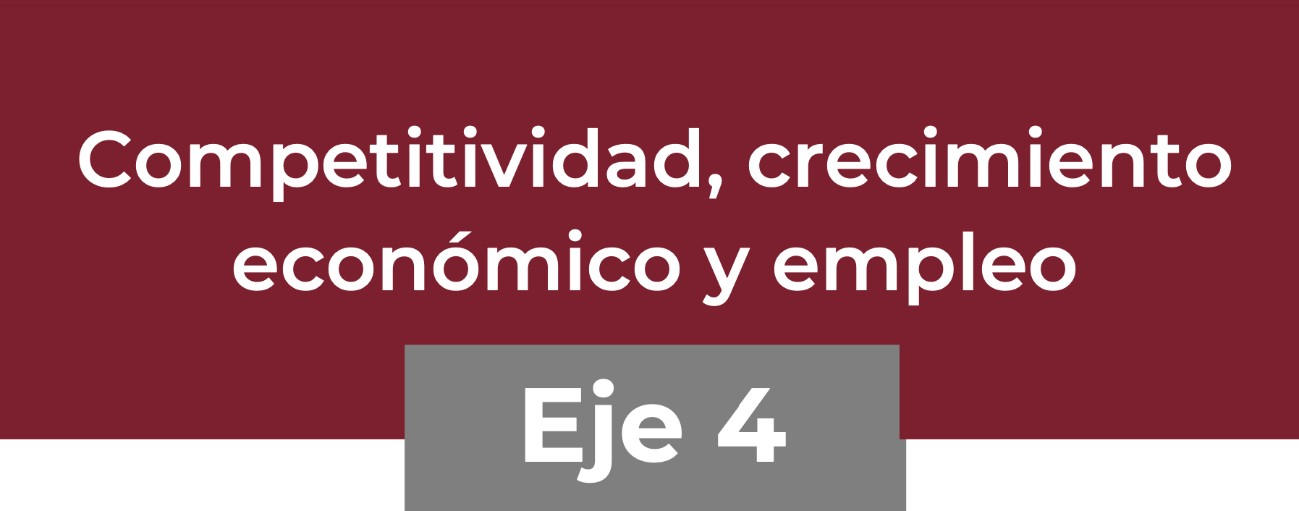 Competitividad, crecimiento
económico y empleo
Eje 4